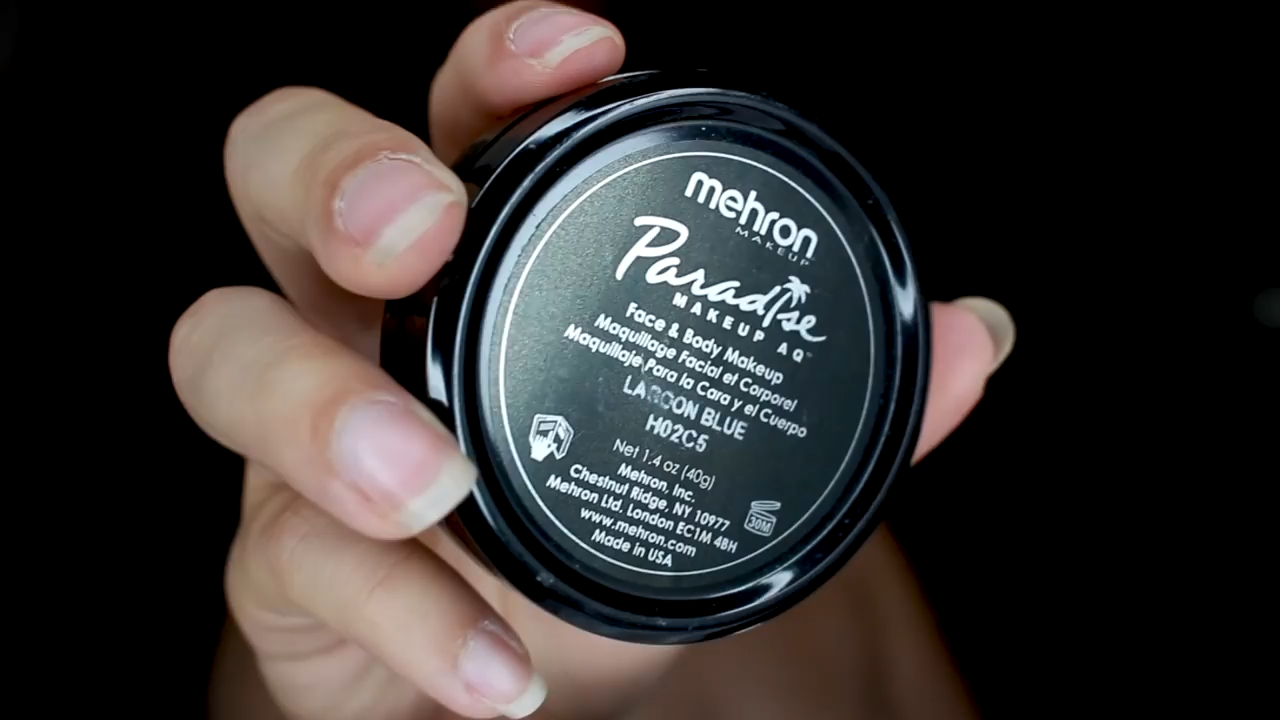 mehron
MAKEUP
Paradise
MAKEUP AQ™
Face & Body Makeup
Maquillage Facial et Corporel
Maquillaje Para la Cara y el Cuerpo
LAGOON BLUE
H02C5
Net 1.4 oz (40g)
Mehron, Inc.
Chestnut Ridge, NY 10977
Mehron Ltd. London EC1M 4BH
www.mehron.com
Made in USA
30M